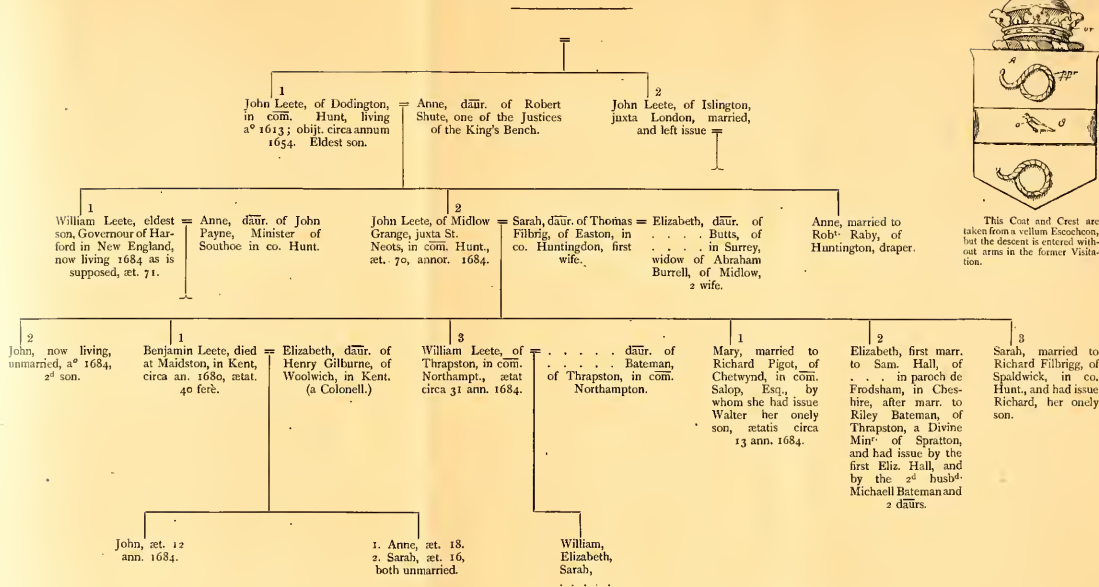 1
John Leete, of Dodington,
in com̅. Hunt, living
aº 1613; obijt. circa annum
1654. Eldest son.
= Anne, dau̅r. of Robert
Shute, one of the Justices
of the King's Bench.
2
John Leete, of Islington,
juxta London, married,
and left issue =
or
A
ppr
o
G
This Coat and Crest are
taken from a vellum Escocheon,
but the descent is entered with-
out arms in the former Visita-
tion.
1
William Leete, eldest
son, Governour of Har-
ford in New England,
now living 1684 as is
supposed, æt. 71.
= Anne, dau̅r. of John
Payne, Minister of
Southoe in co. Hunt.
2
John Leete, of Midlow
Grange, juxta St.
Neots, in com̅. Hunt.,
æt. 70, annor. 1684.
= Sarah, dau̅r. of Thomas
Filbrig, of Easton, in
co. Huntingdon, first
wife.
= Elizabeth, dau̅r. of
. . . . Butts, of
. . . . in Surrey,
widow of Abraham
Burrell, of Midlow,
2 wife.
Anne, married to
Robt. Raby, of
Huntington, draper.
2
John, now living,
unmarried, aº 1684,
2d son.
1
Benjamin Leete, died
at Maidston, in Kent,
circa an. 1680, ætat.
40 ferè.
= Elizabeth, dau̅r. of
Henry Gilburne, of
Woolwich, in Kent.
(a Colonell.)
3
William Leete, of
Thrapston, in com̅.
Northampt., ætat
circa 31 ann. 1684.
= . . . . . dau̅r. of
. . . . . Bateman,
of Thrapston, in com̅.
Northampton.
1
Mary, married to
Richard Pigot, of
Chetwynd, in com̅.
Salop, Esq., by
whom she had issue
Walter her onely
son, ætatis circa
13 ann. 1684.
2
Elizabeth, first marr.
to Sam. Hall, of
. . in paroch de
Frodsham, in Ches-
hire, after marr. to
Riley Bateman, of
Thrapston, a Divine
Minr. of Spratton,
and had issue by the
first Eliz. Hall, and
by the 2d husbd.
Michaell Bateman and
2 dau̅rs.
3
Sarah, married to
Richard Filbrigg, of
Spaldwick, in co.
Hunt., and had issue
Richard, her onely
son.
John, æt. 12
ann. 1684.
1. Anne, æt. 18.
2. Sarah, æt. 16,
both unmarried.
William,
Elizabeth,
Sarah,
. . . . .